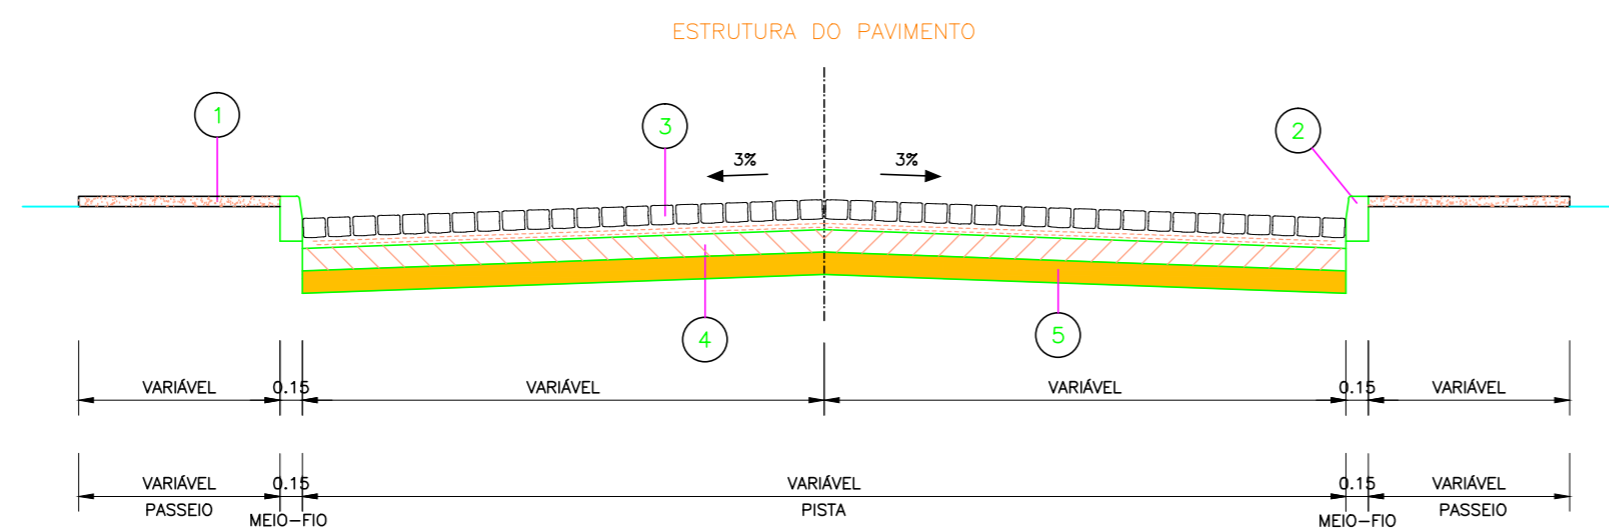 ESTRUTURA DO PAVIMENTO
1
3
2
3%
3%
4
5
VARIÁVEL
0.15
VARIÁVEL
VARIÁVEL
0.15
VARIÁVEL
VARIÁVEL
0.15
VARIÁVEL
0.15
VARIÁVEL
PASSEIO
MEIO-FIO
PISTA
MEIO-FIO
PASSEIO